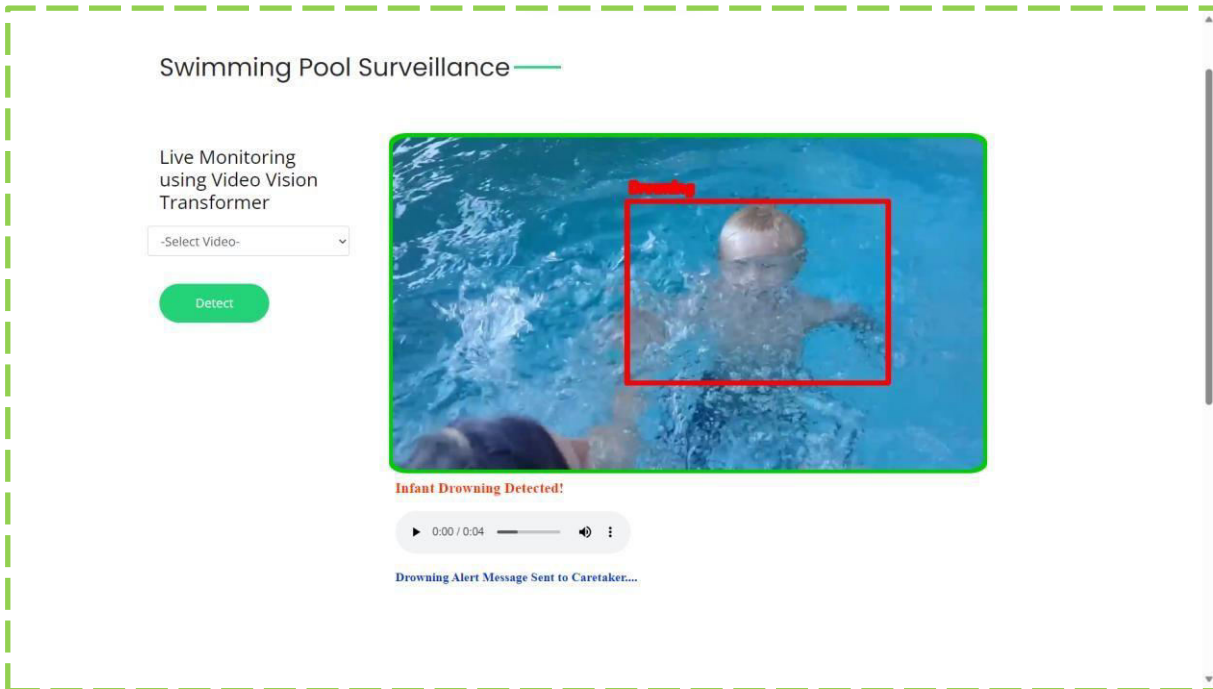 Swimming Pool Surveillance
Live Monitoring
using Video Vision
Transformer
-Select Video-
Detect
Drowning
Infant Drowning Detected!
0:00 / 0:04
Drowning Alert Message Sent to Caretaker....